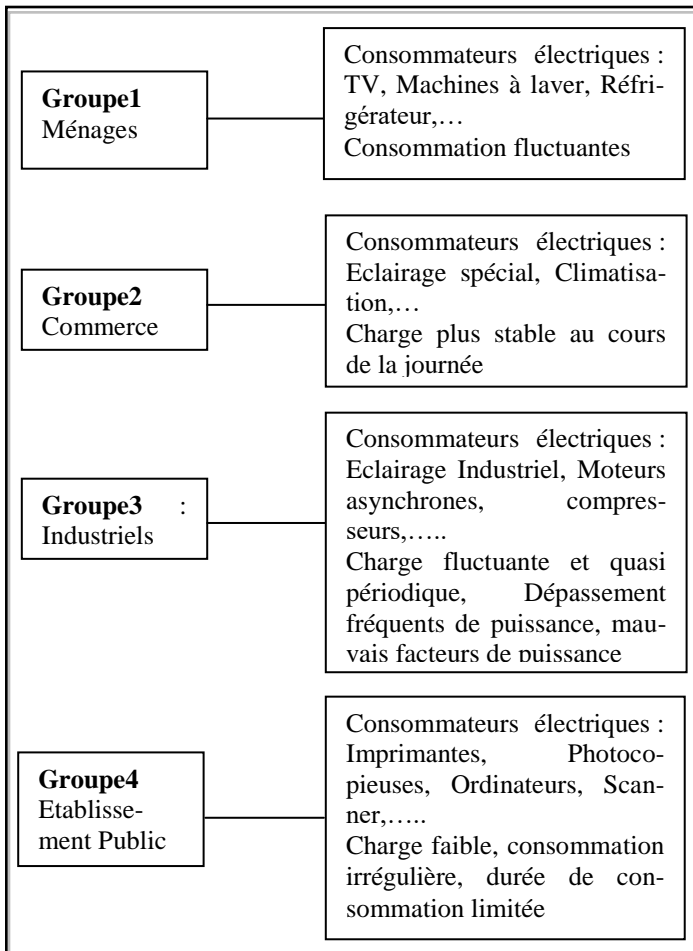 Groupe1
Ménages
Consommateurs électriques :
TV, Machines à laver, Réfri-
gérateur,…
Consommation fluctuantes
Groupe2
Commerce
Consommateurs électriques :
Eclairage spécial, Climatisa-
tion,…
Charge plus stable au cours
de la journée
Groupe3 :
Industriels
Consommateurs électriques :
Eclairage Industriel, Moteurs
asynchrones, compres-
seurs,…..
Charge fluctuante et quasi
périodique, Dépassement
fréquents de puissance, mau-
vais facteurs de puissance
Groupe4
Etablisse-
ment Public
Consommateurs électriques :
Imprimantes, Photoco-
pieuses, Ordinateurs, Scan-
ner,…..
Charge faible, consommation
irrégulière, durée de con-
sommation limitée